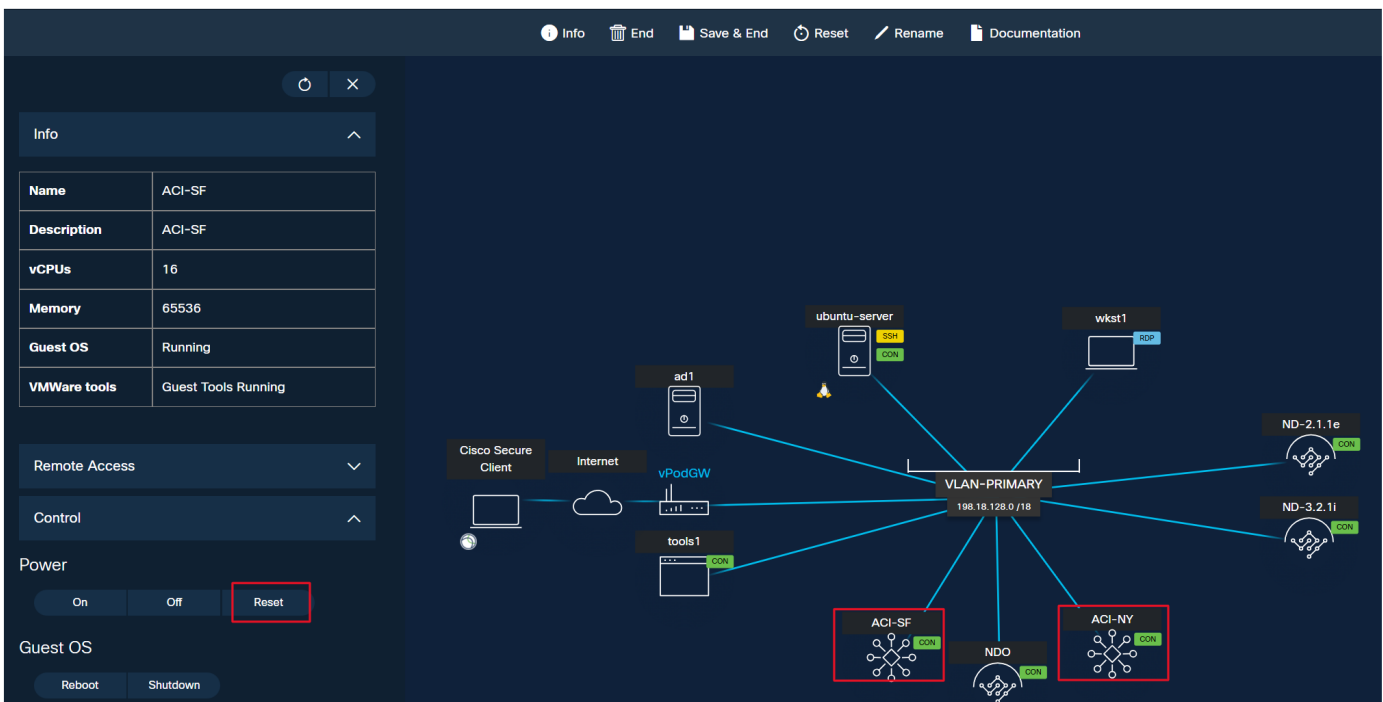 Info
End
Save & End
Reset
Rename
Documentation
Info
Name ACI-SF
Description ACI-SF
vCPUs 16
Memory 65536
Guest OS Running
VMWare tools Guest Tools Running
Remote Access
Control
Power
On Off Reset
Guest OS
Reboot Shutdown
ubuntu-server
SSH
CON
wkst1
RDP
ad1
ND-2.1.1e
CON
Cisco Secure
Client
Internet
vPodGW
VLAN-PRIMARY
198.18.128.0 /18
ND-3.2.1i
CON
tools1
CON
ACI-SF
CON
NDO
CON
ACI-NY
CON